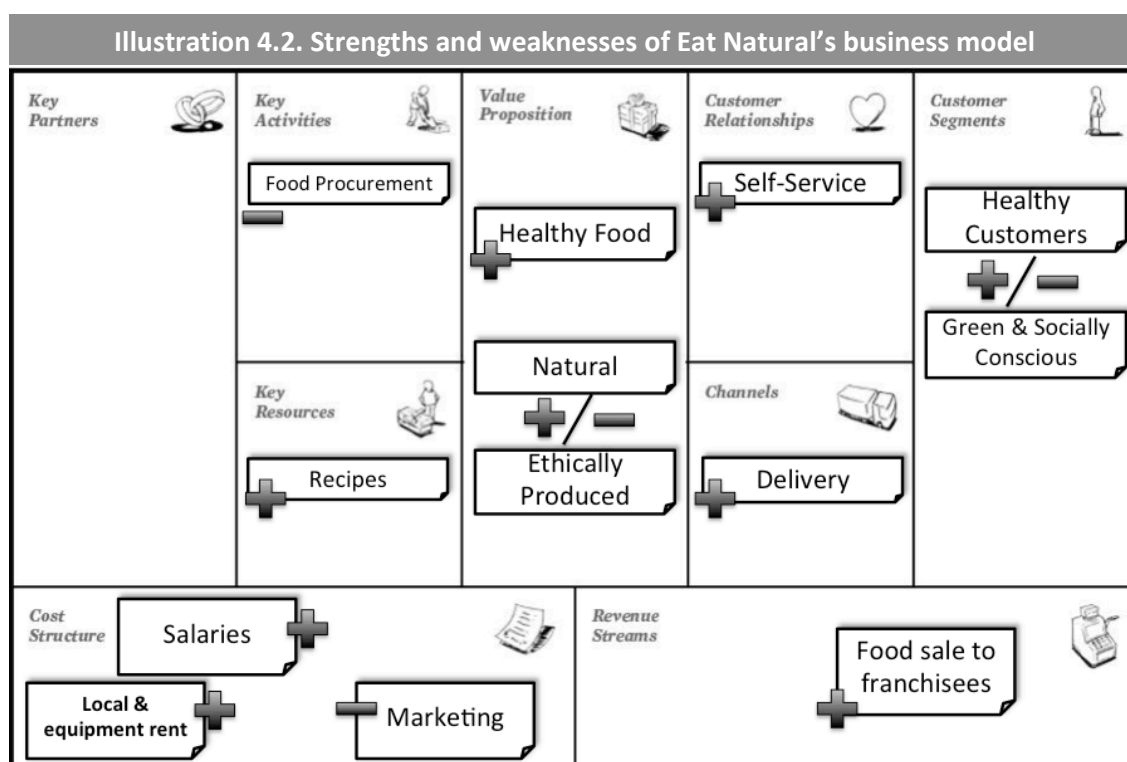 Illustration 4.2. Strengths and weaknesses of Eat Natural’s business model
Key
Partners
Key
Activities
Food Procurement
Key
Resources
Recipes
Value
Proposition
Healthy Food
Natural
Ethically
Produced
Customer
Relationships
Self-Service
Channels
Delivery
Customer
Segments
Healthy
Customers
Green & Socially
Conscious
Cost
Structure
Salaries
Local &
equipment rent
Marketing
Revenue
Streams
Food sale to
franchisees